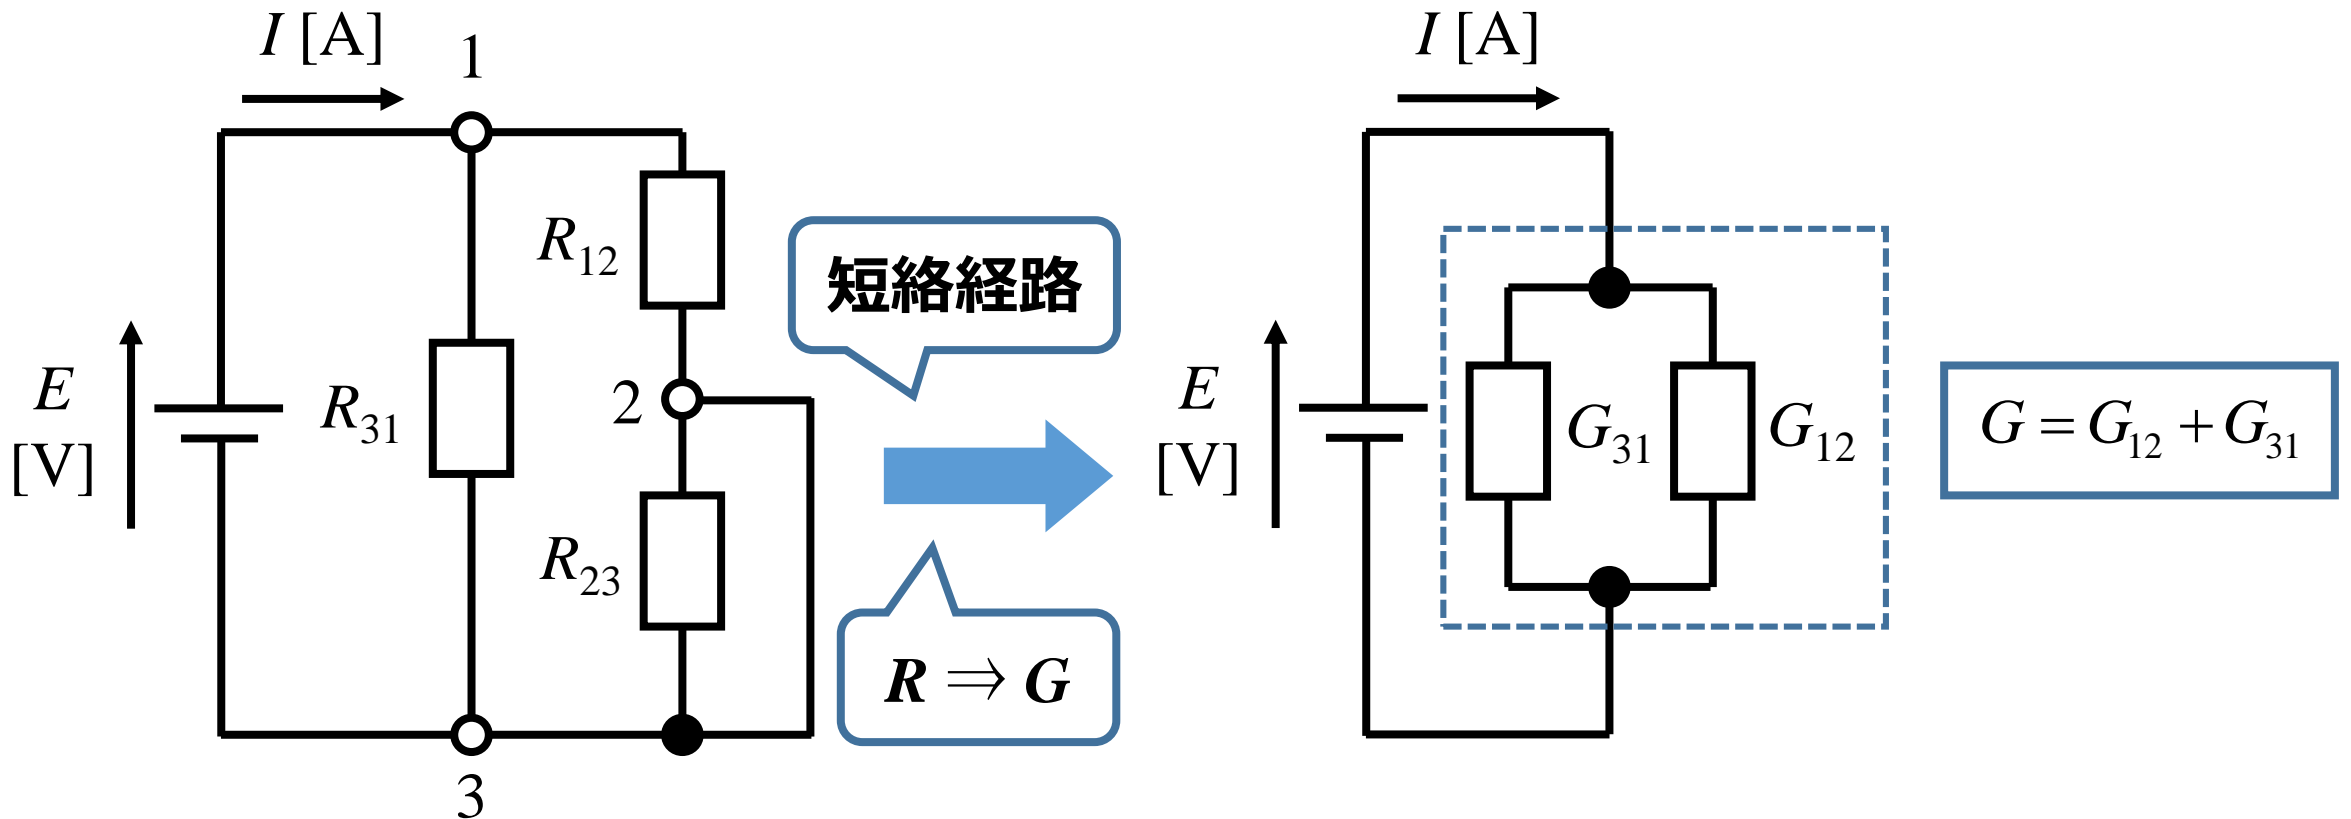 I [A]
1
R₁₂
R₃₁
2
R₂₃
E
[V]
3
短絡経路
R ⇒ G
I [A]
E
[V]
G₃₁
G₁₂
G = G₁₂ + G₃₁